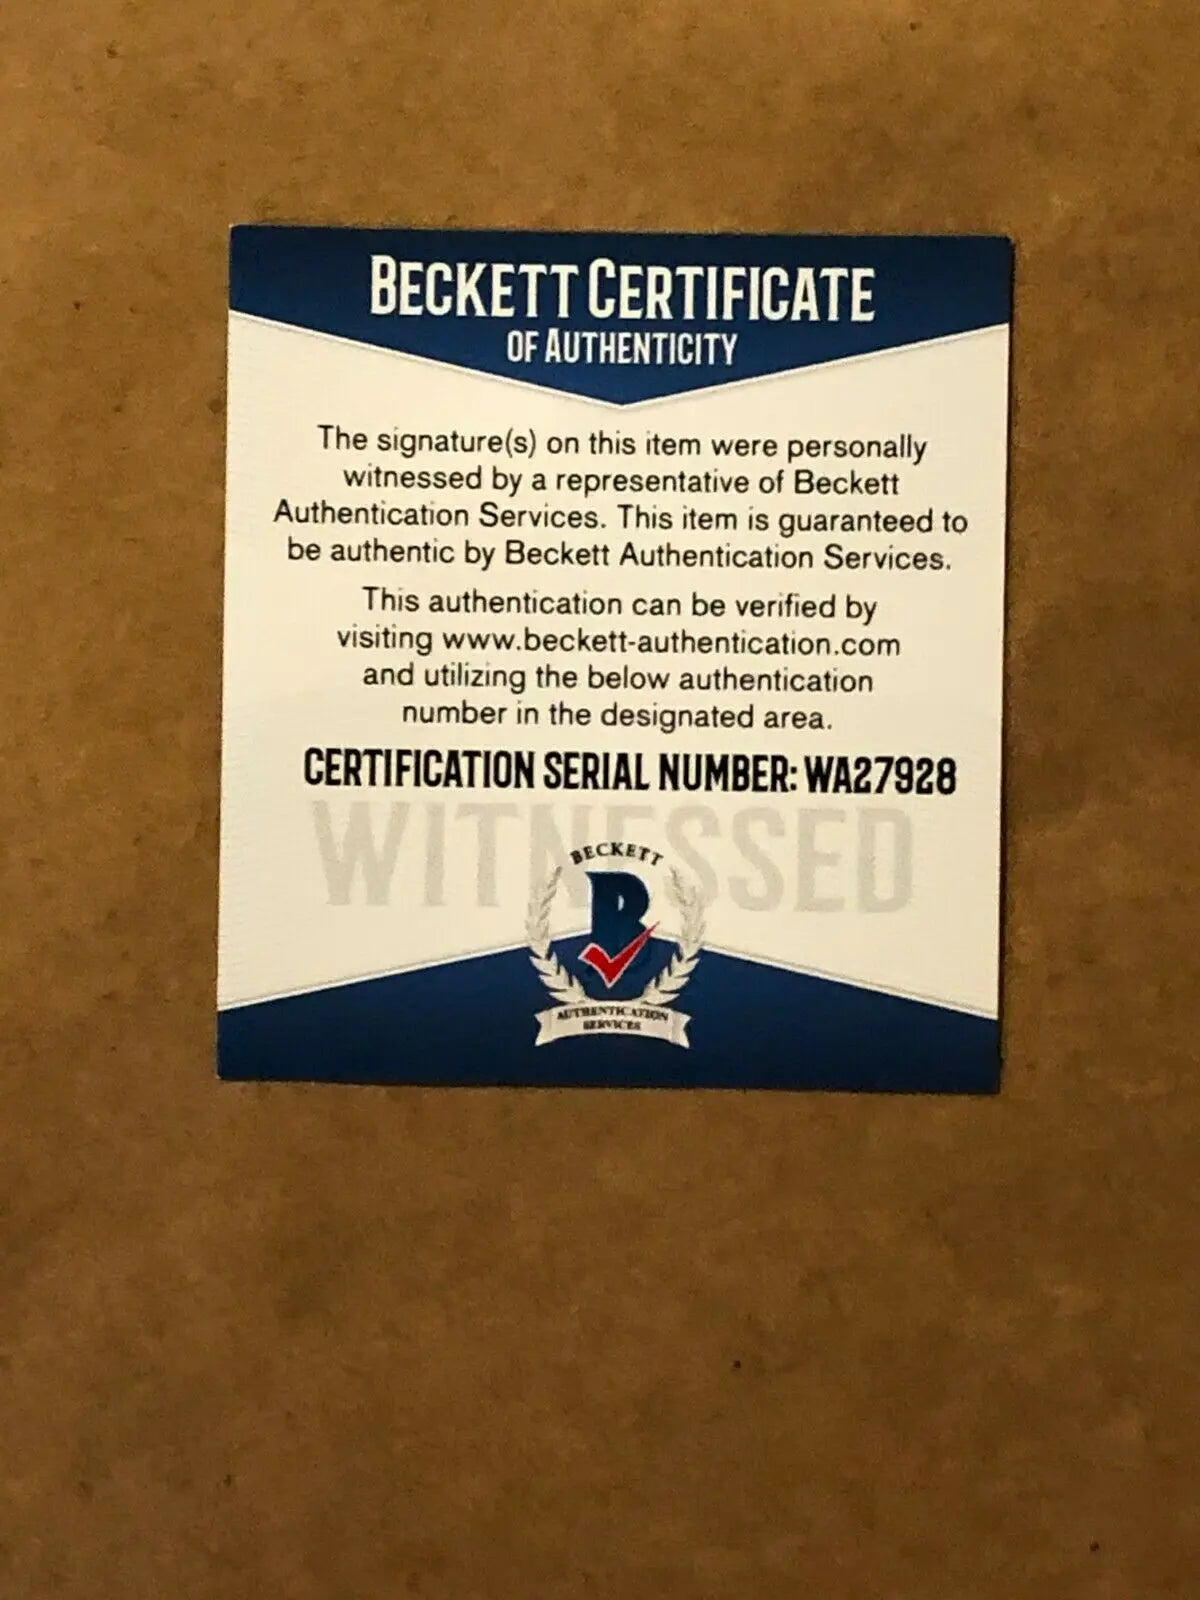 BECKETT CERTIFICATE
OF AUTHENTICITY
The signature(s) on this item were personally
witnessed by a representative of Beckett
Authentication Services. This item is guaranteed to
be authentic by Beckett Authentication Services.
This authentication can be verified by
visiting www.beckett-authentication.com
and utilizing the below authentication
number in the designated area.
CERTIFICATION SERIAL NUMBER: WA27928
WITNESSED
BECKETT
B
AUTHENTICATION
SERVICES